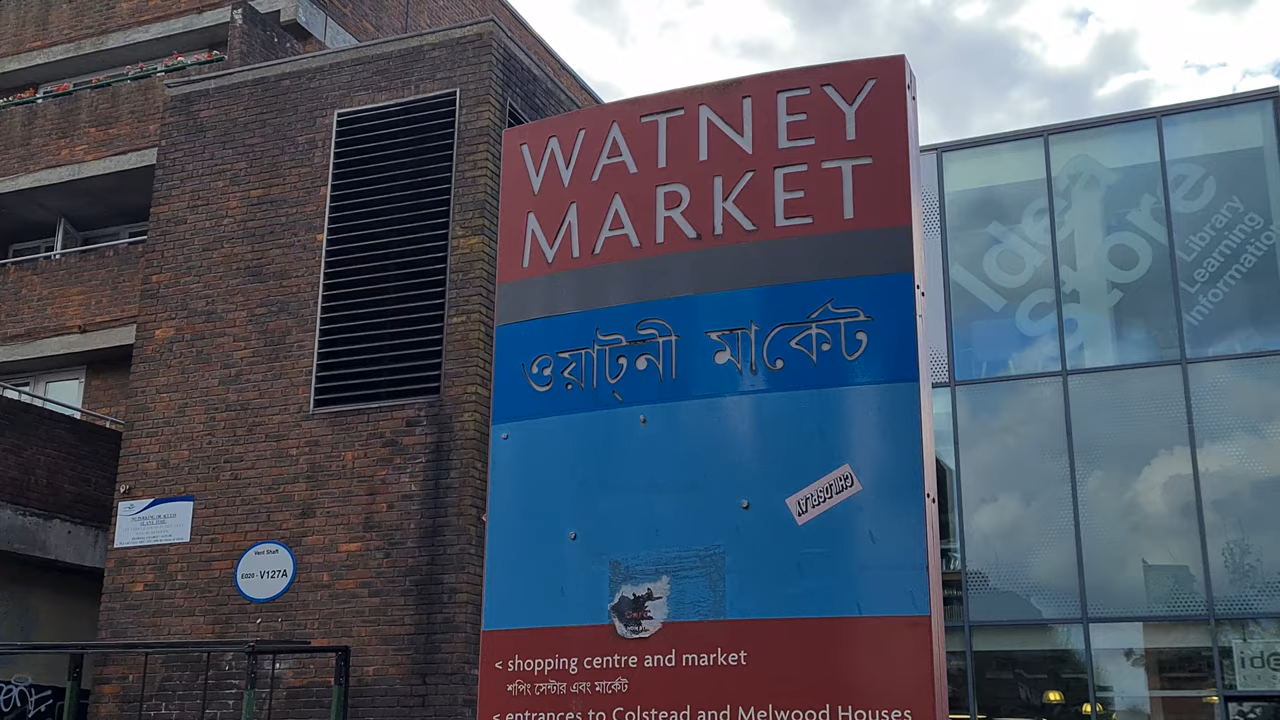 WATNEY
MARKET
ওয়াট্নী মার্কেট
CHILDSPLAY
< shopping centre and market
শপিং সেন্টার এবং মার্কেট
< entrances to Colstead and Melwood Houses
Idea
Store
Library
Learning
Information
Vent Shaft
E020 - V127A